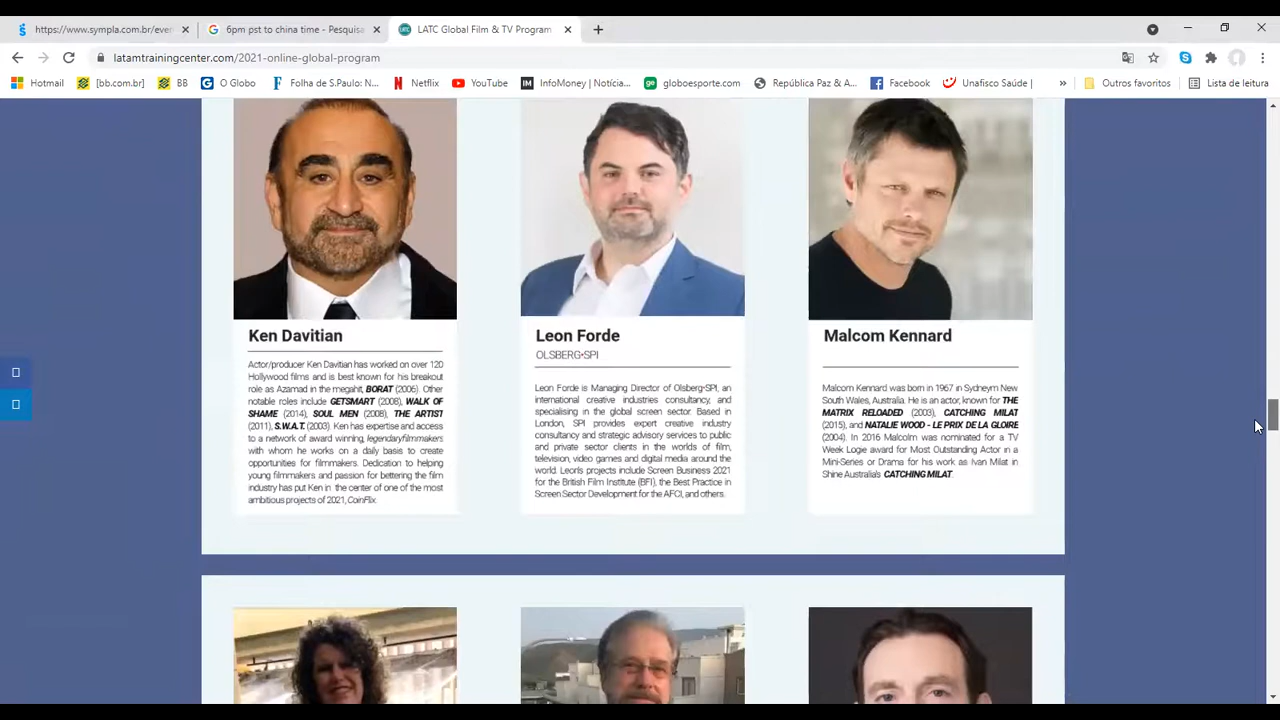 https://www.sympla.com.br/ever
6pm pst to china time - Pesquisa
LATC Global Film & TV Program
latamtrainingcenter.com/2021-online-global-program
Hotmail
[bb.com.br]
BB
O Globo
Folha de S.Paulo: N...
Netflix
YouTube
InfoMoney | Notícia...
globoesporte.com
República Paz & A...
Facebook
Unafisco Saúde |
»
Outros favoritos
Lista de leitura
Ken Davitian
Actor/producer Ken Davitian has worked on over 120
Hollywood films and is best known for his breakout
role as Azamad in the megahit, BORAT (2006). Other
notable roles include GETSMART (2008), WALK OF
SHAME (2014), SOUL MEN (2008), THE ARTIST
(2011), S.W.A.T. (2003). Ken has expertise and access
to a network of award winning, legendaryfilmmakers
with whom he works on a daily basis to create
opportunities for filmmakers. Dedication to helping
young filmmakers and passion for bettering the film
industry has put Ken in the center of one of the most
ambitious projects of 2021, CoinFlix.
Leon Forde
OLSBERG•SPI
Leon Forde is Managing Director of Olsberg•SPI, an
international creative industries consultancy, and
specialising in the global screen sector. Based in
London, SPI provides expert creative industry
consultancy and strategic advisory services to public
and private sector clients in the worlds of film,
television, video games and digital media around the
world. Leon's projects include Screen Business 2021
for the British Film Institute (BFI), the Best Practice in
Screen Sector Development for the AFCI, and others.
Malcom Kennard
Malcom Kennard was born in 1967 in Sydneym New
South Wales, Australia. He is an actor, known for THE
MATRIX RELOADED (2003), CATCHING MILAT
(2015), and NATALIE WOOD - LE PRIX DE LA GLOIRE
(2004). In 2016 Malcolm was nominated for a TV
Week Logie award for Most Outstanding Actor in a
Mini-Series or Drama for his work as Ivan Milat in
Shine Australia's CATCHING MILAT.